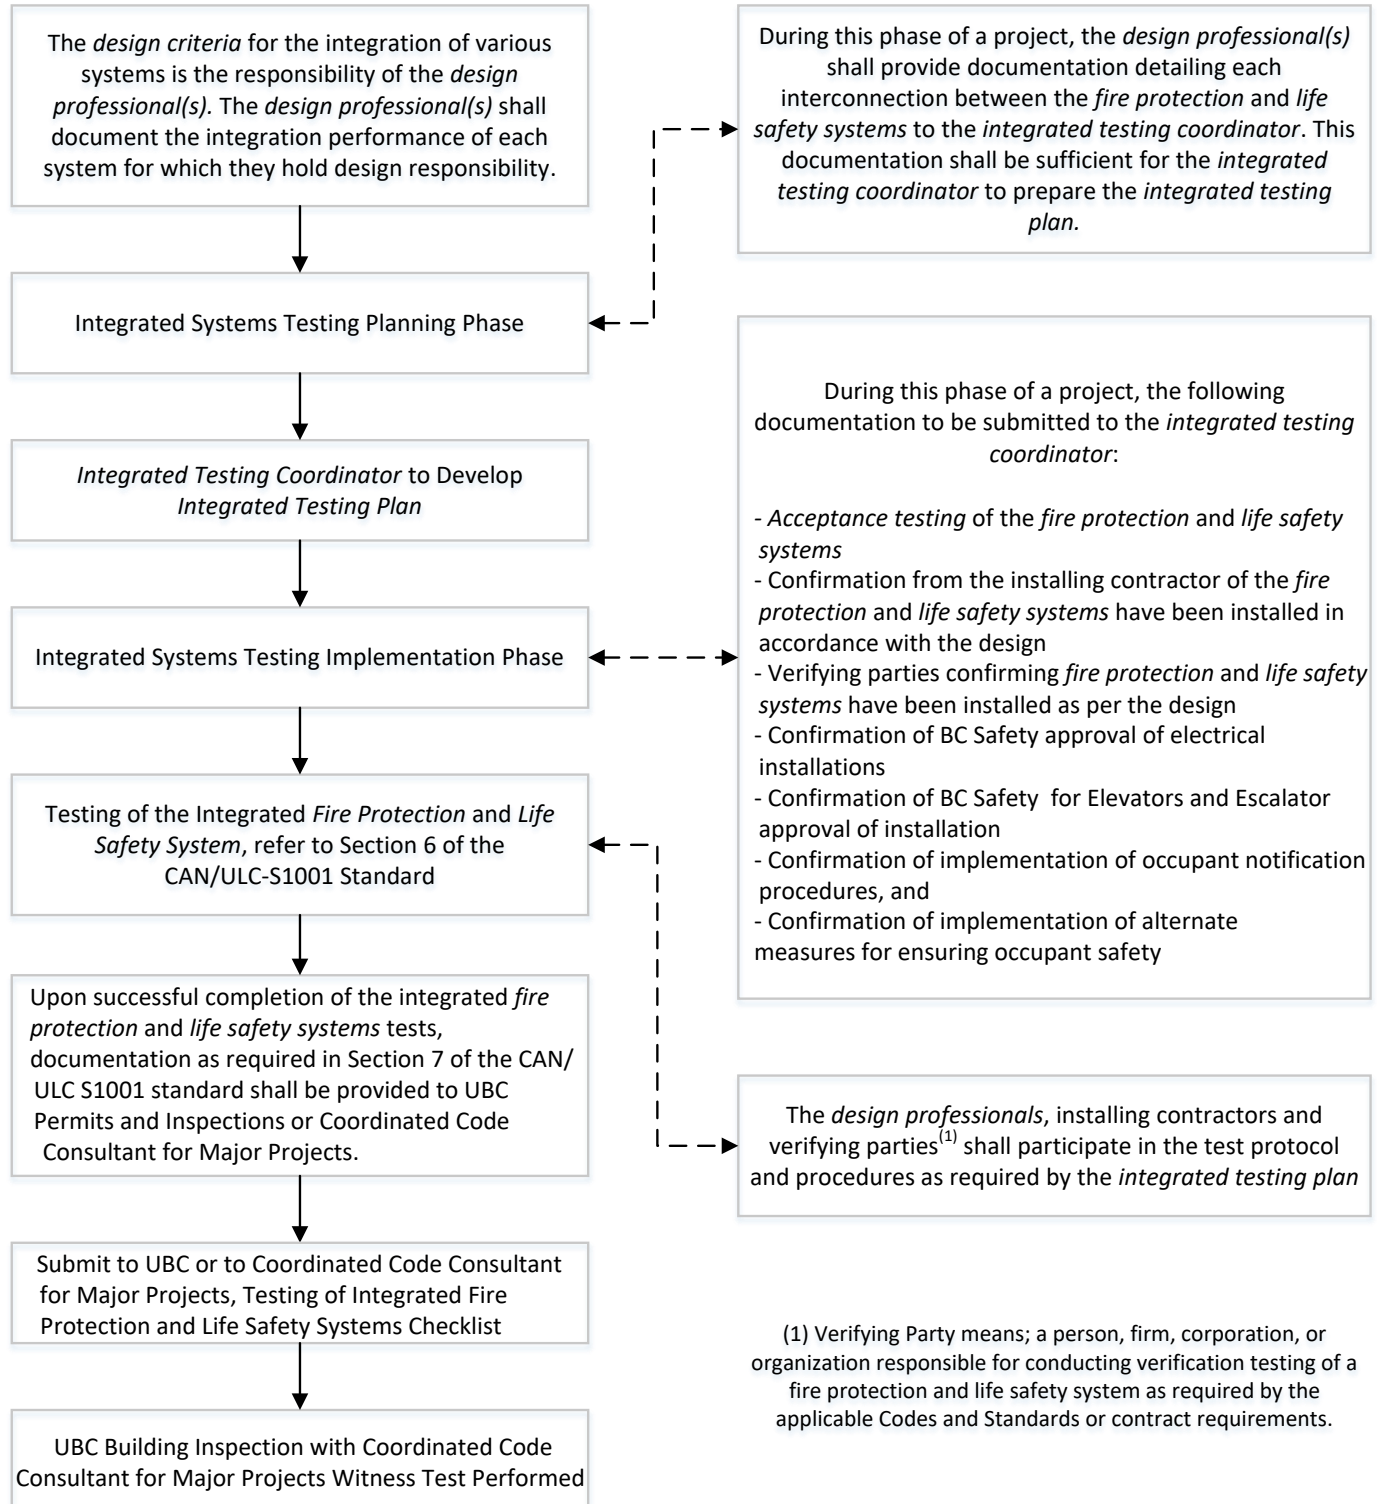 The design criteria for the integration of various
systems is the responsibility of the design
professional(s). The design professional(s) shall
document the integration performance of each
system for which they hold design responsibility.
During this phase of a project, the design professional(s)
shall provide documentation detailing each
interconnection between the fire protection and life
safety systems to the integrated testing coordinator. This
documentation shall be sufficient for the integrated
testing coordinator to prepare the integrated testing
plan.
Integrated Systems Testing Planning Phase
Integrated Testing Coordinator to Develop
Integrated Testing Plan
Integrated Systems Testing Implementation Phase
During this phase of a project, the following
documentation to be submitted to the integrated testing
coordinator:
- Acceptance testing of the fire protection and life safety
systems
- Confirmation from the installing contractor of the fire
protection and life safety systems have been installed in
accordance with the design
- Verifying parties confirming fire protection and life safety
systems have been installed as per the design
- Confirmation of BC Safety approval of electrical
installations
- Confirmation of BC Safety for Elevators and Escalator
approval of installation
- Confirmation of implementation of occupant notification
procedures, and
- Confirmation of implementation of alternate
measures for ensuring occupant safety
Testing of the Integrated Fire Protection and Life
Safety System, refer to Section 6 of the
CAN/ULC-S1001 Standard
Upon successful completion of the integrated fire
protection and life safety systems tests,
documentation as required in Section 7 of the CAN/
ULC S1001 standard shall be provided to UBC
Permits and Inspections or Coordinated Code
Consultant for Major Projects.
The design professionals, installing contractors and
verifying parties(1) shall participate in the test protocol
and procedures as required by the integrated testing plan
Submit to UBC or to Coordinated Code Consultant
for Major Projects, Testing of Integrated Fire
Protection and Life Safety Systems Checklist
(1) Verifying Party means; a person, firm, corporation, or
organization responsible for conducting verification testing of a
fire protection and life safety system as required by the
applicable Codes and Standards or contract requirements.
UBC Building Inspection with Coordinated Code
Consultant for Major Projects Witness Test Performed